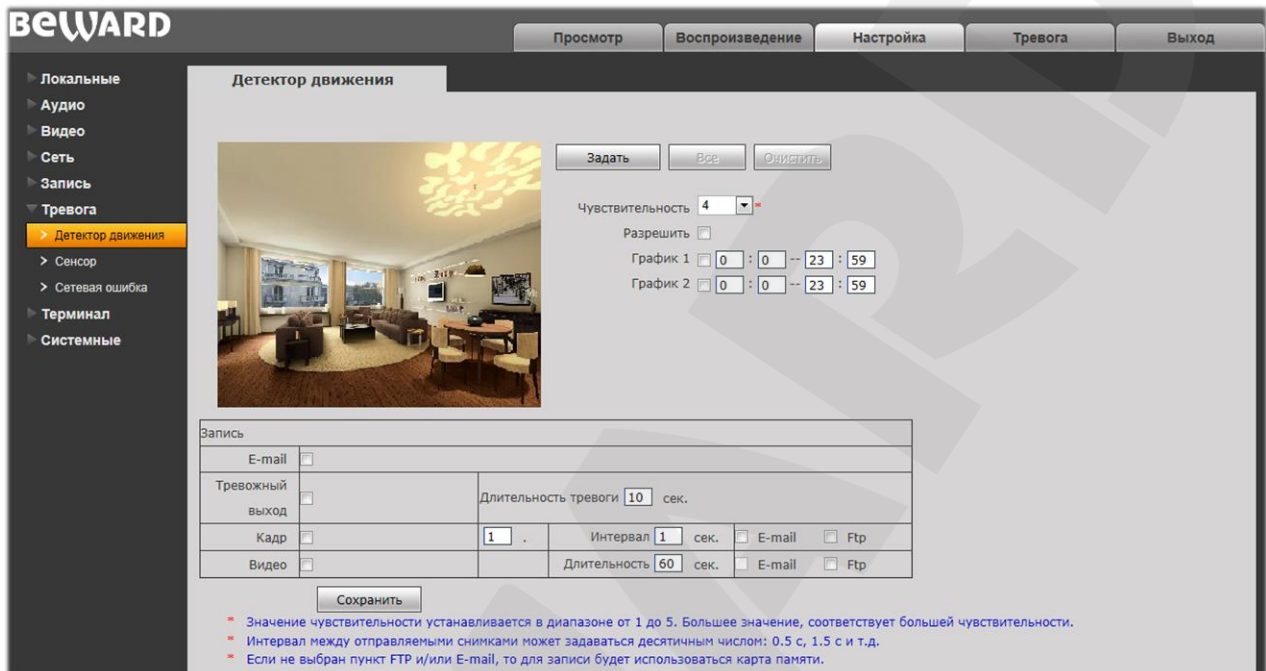 BEWARD
Просмотр Воспроизведение Настройка Тревога Выход
Локальные
Аудио
Видео
Сеть
Запись
Тревога
> Детектор движения
> Сенсор
> Сетевая ошибка
Терминал
Системные
Детектор движения
Задать Все Очистить
Чувствительность 4 *
Разрешить
График 1 0 : 0 -- 23 : 59
График 2 0 : 0 -- 23 : 59
Запись
E-mail
Тревожный выход Длительность тревоги 10 сек.
Кадр 1 . Интервал 1 сек. E-mail Ftp
Видео Длительность 60 сек. E-mail Ftp
Сохранить
* Значение чувствительности устанавливается в диапазоне от 1 до 5. Большее значение, соответствует большей чувствительности.
* Интервал между отправляемыми снимками может задаваться десятичным числом: 0.5 с, 1.5 с и т.д.
* Если не выбран пункт FTP и/или E-mail, то для записи будет использоваться карта памяти.